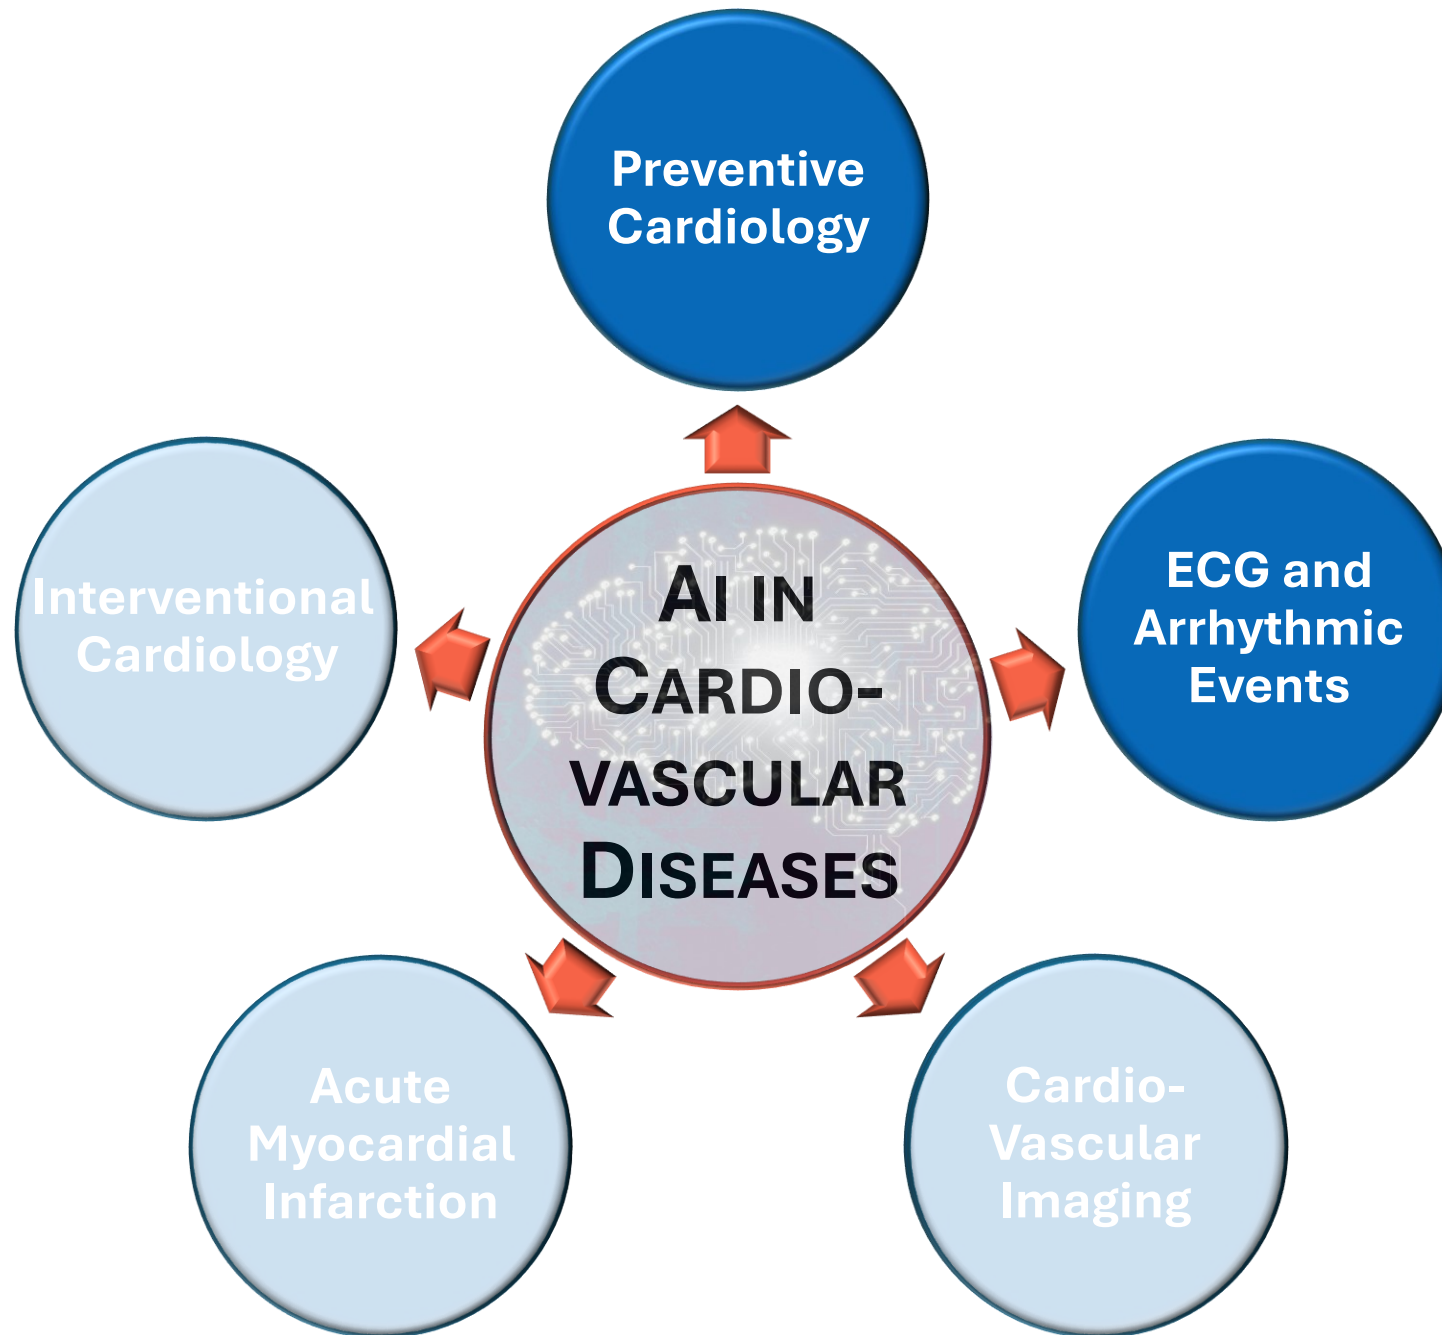 Preventive
Cardiology
Interventional
Cardiology
AI IN
CARDIO-
VASCULAR
DISEASES
ECG and
Arrhythmic
Events
Acute
Myocardial
Infarction
Cardio-
Vascular
Imaging